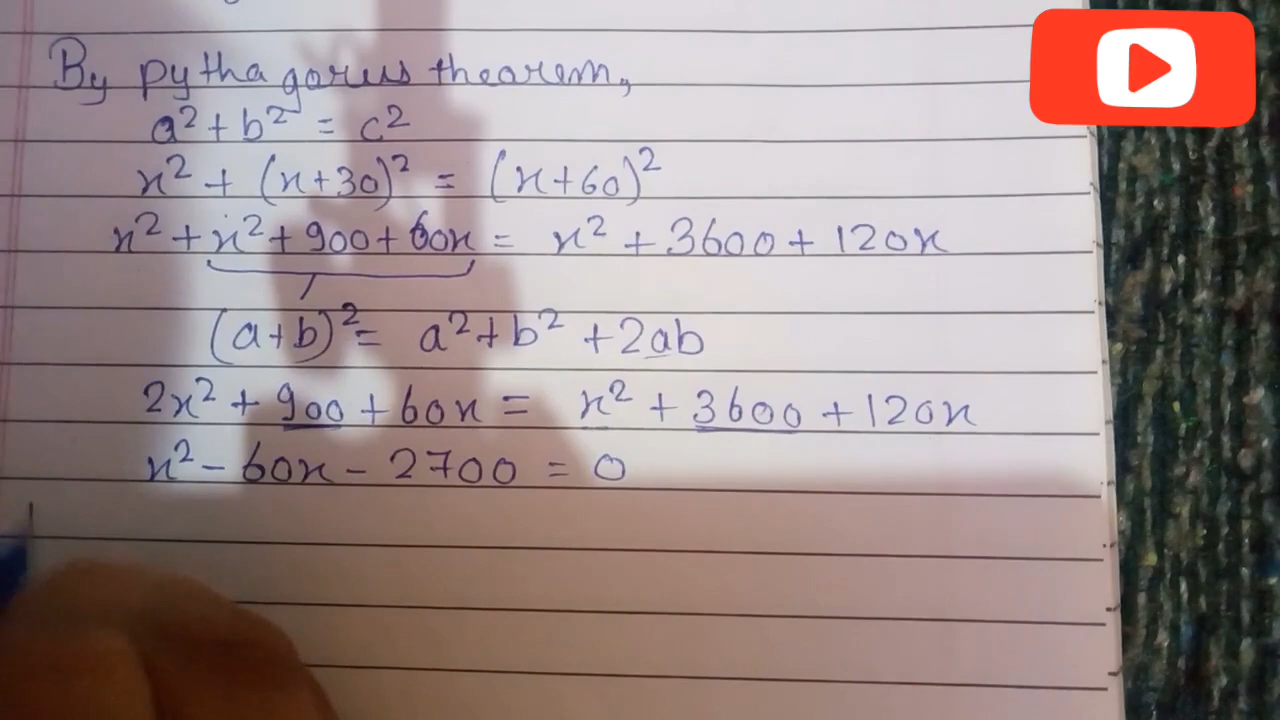 By pythagorus thearem,
a² + b² = c²
x² + (x+30)² = (x+60)²
x² + x² + 900 + 60x = x² + 3600 + 120x
(a+b)² = a² + b² + 2ab
2x² + 900 + 60x = x² + 3600 + 120x
x² - 60x - 2700 = 0